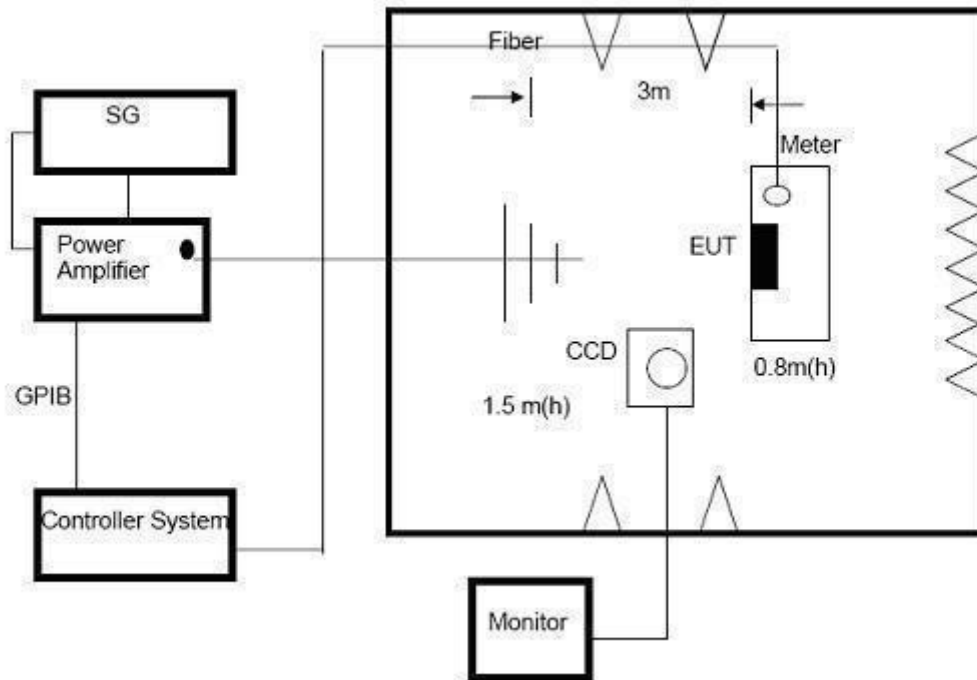 Fiber
3m
SG
Meter
Power
Amplifier
EUT
CCD
0.8m(h)
GPIB
1.5 m(h)
Controller System
Monitor